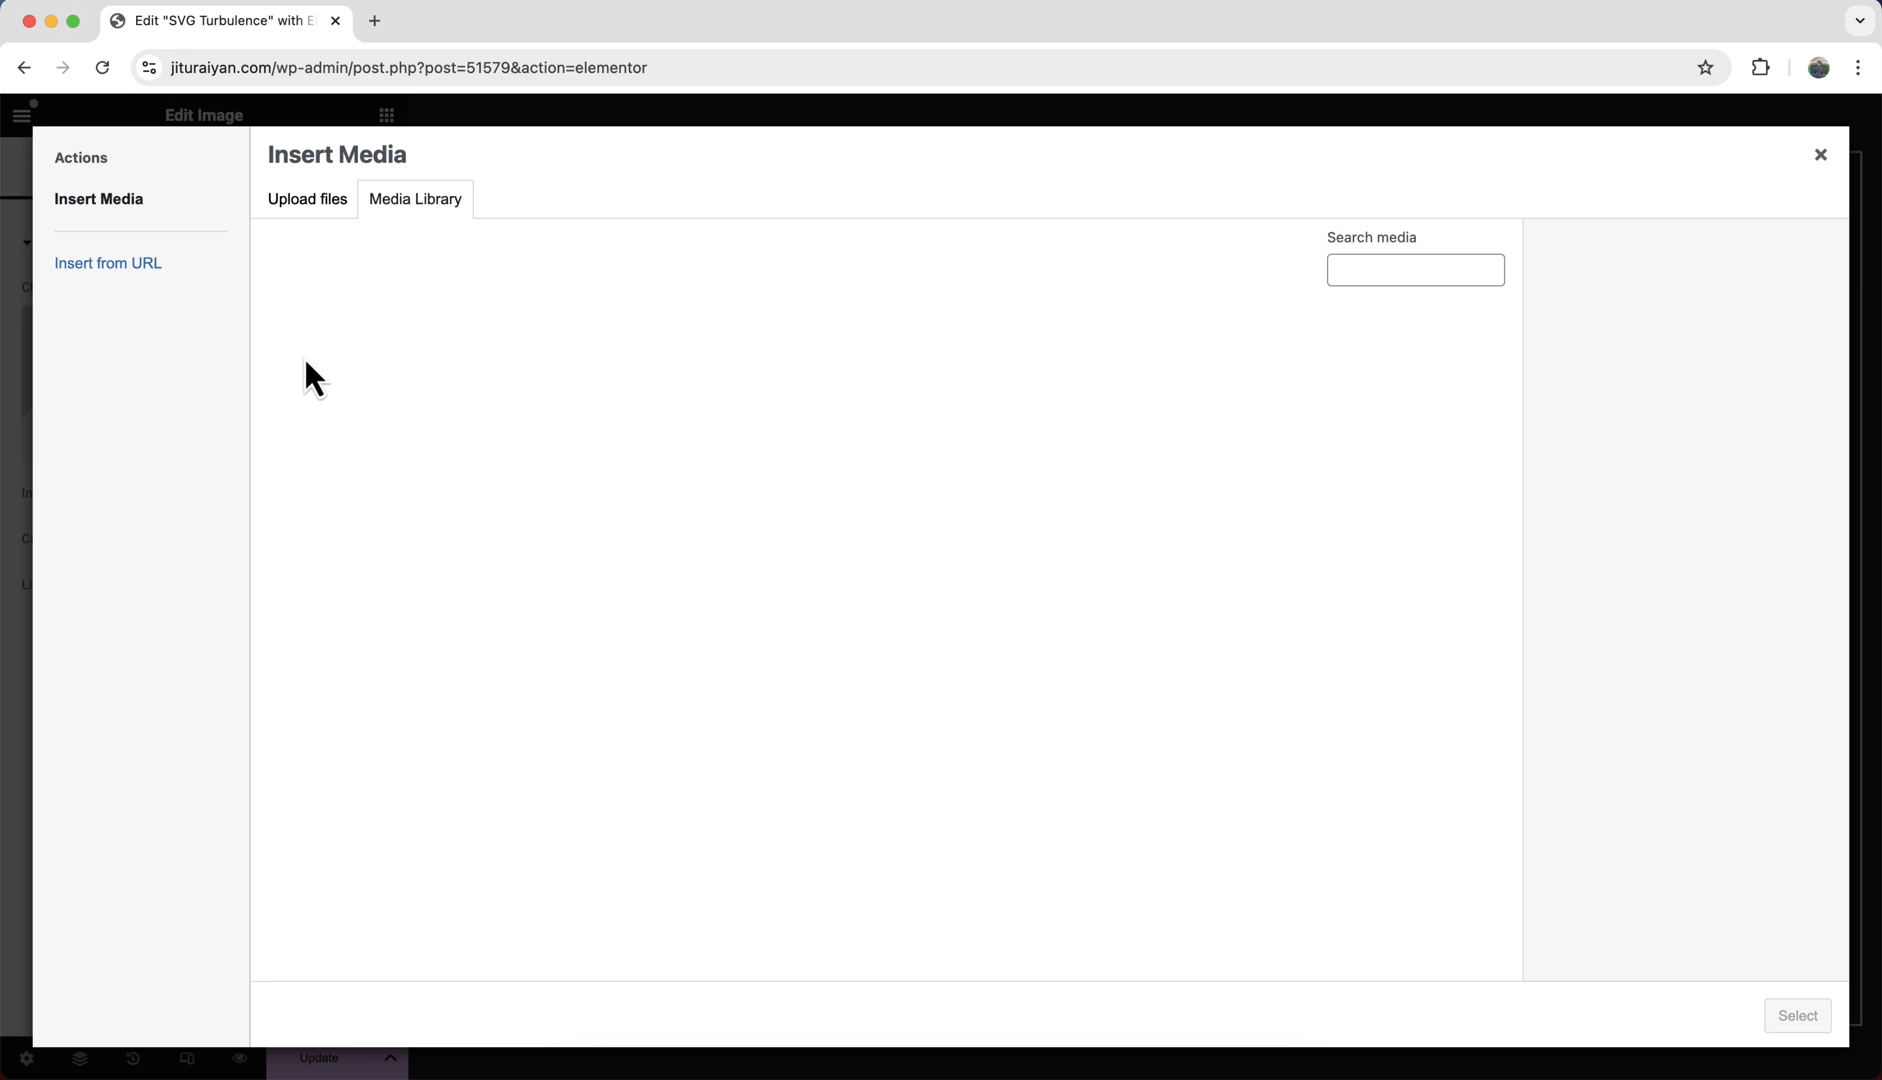 Edit "SVG Turbulence" with E
jituraiyan.com/wp-admin/post.php?post=51579&action=elementor
Edit Image
Actions
Insert Media
Insert from URL
Insert Media
Upload files
Media Library
Search media
Select
Update